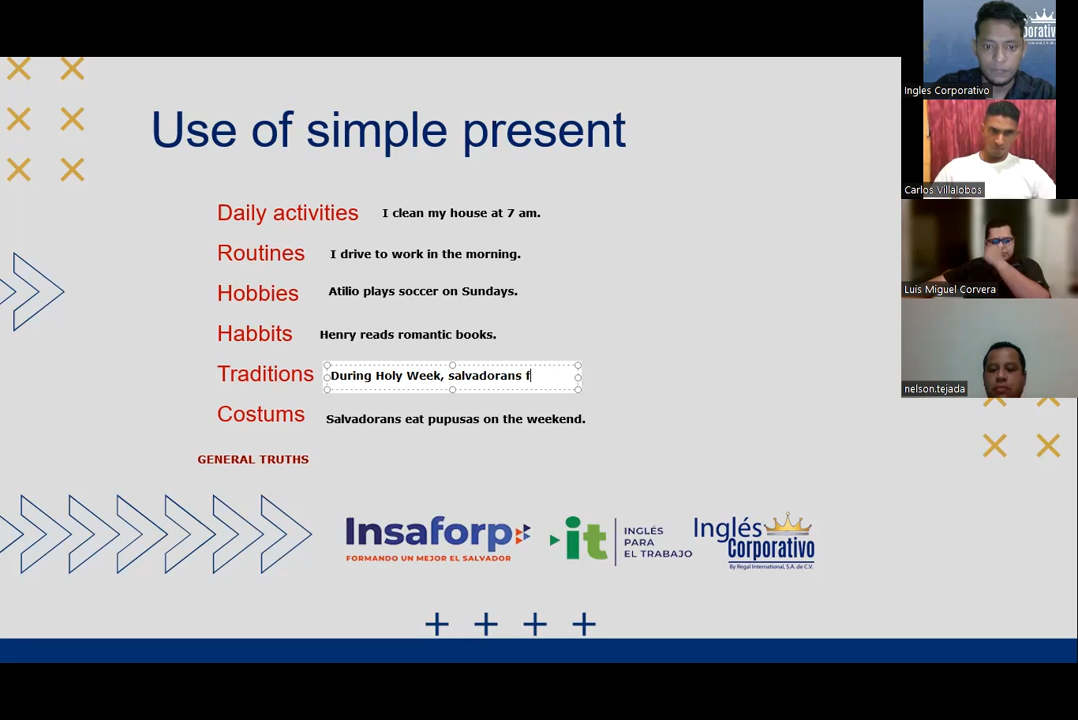 Use of simple present
Daily activities I clean my house at 7 am.
Routines I drive to work in the morning.
Hobbies Atilio plays soccer on Sundays.
Habbits Henry reads romantic books.
Traditions During Holy Week, salvadorans f
Costums Salvadorans eat pupusas on the weekend.
GENERAL TRUTHS
Insaforp
FORMANDO UN MEJOR EL SALVADOR
it
INGLÉS
PARA
EL TRABAJO
Inglés
Corporativo
By Regal International, S.A. de C.V.
Ingles Corporativo
Carlos Villalobos
Luis Miguel Corvera
nelson.tejada